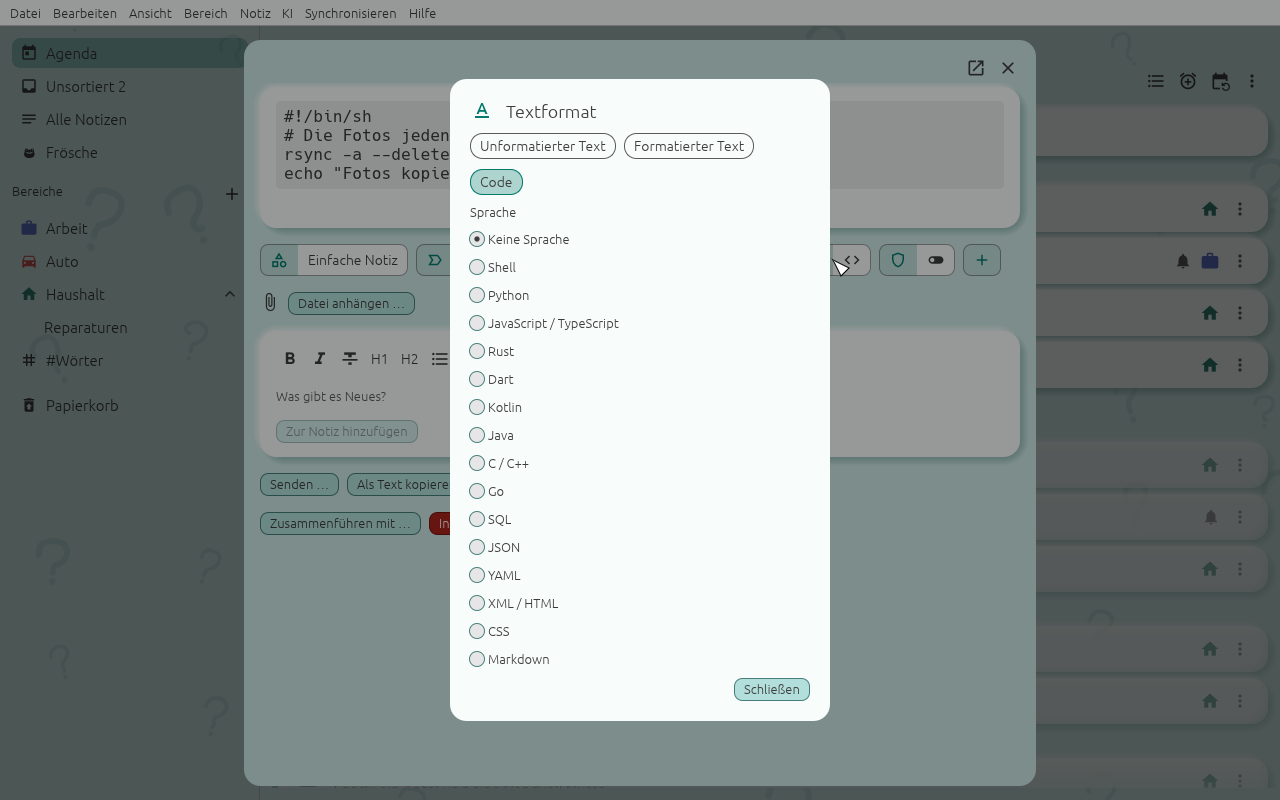 Datei Bearbeiten Ansicht Bereich Notiz KI Synchronisieren Hilfe
Agenda
Unsortiert 2
Alle Notizen
Frösche
Bereiche
Arbeit
Auto
Haushalt
Reparaturen
#Wörter
Papierkorb
#!/bin/sh
# Die Fotos jeden
rsync -a --delete
echo "Fotos kopie
Einfache Notiz
Datei anhängen …
B I H1 H2
Was gibt es Neues?
Zur Notiz hinzufügen
Senden … Als Text kopiere
Zusammenführen mit … In
Textformat
Unformatierter Text Formatierter Text
Code
Sprache
Keine Sprache
Shell
Python
JavaScript / TypeScript
Rust
Dart
Kotlin
Java
C / C++
Go
SQL
JSON
YAML
XML / HTML
CSS
Markdown
Schließen